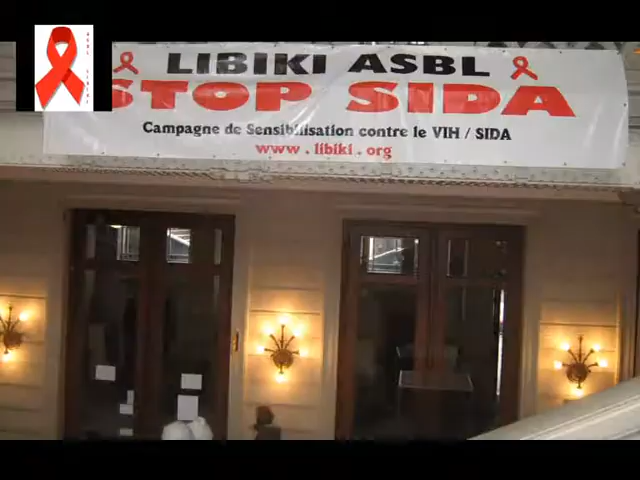 LIBIKI ASBL
STOP SIDA
Campagne de Sensibilisation contre le VIH / SIDA
www . libiki . org